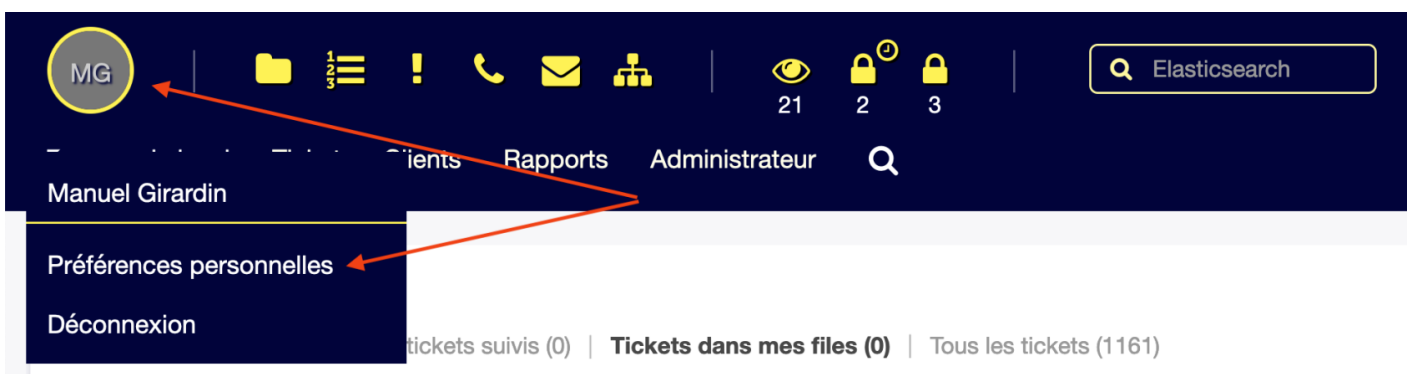 MG
21 2 3
Elasticsearch
Clients Rapports Administrateur
Manuel Girardin
Préférences personnelles
Déconnexion
tickets suivis (0) | Tickets dans mes files (0) | Tous les tickets (1161)